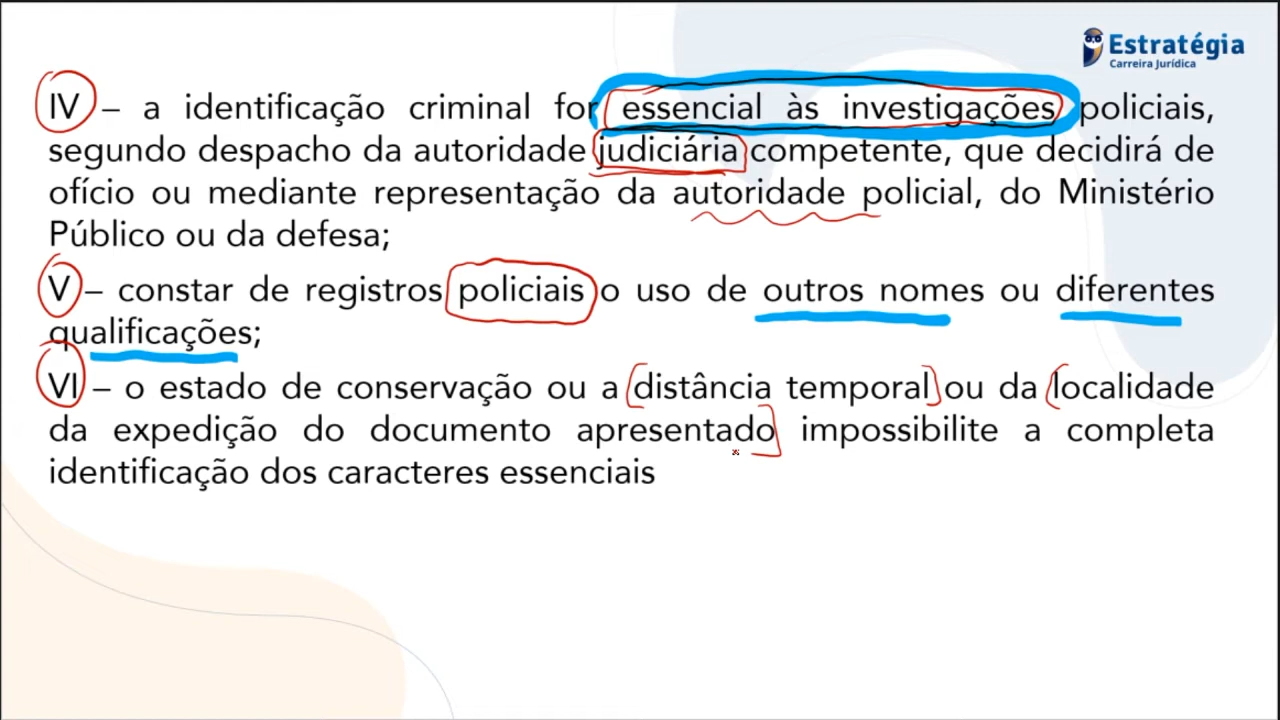 Estratégia
Carreira Jurídica
IV – a identificação criminal for essencial às investigações policiais,
segundo despacho da autoridade judiciária competente, que decidirá de
ofício ou mediante representação da autoridade policial, do Ministério
Público ou da defesa;
V – constar de registros policiais o uso de outros nomes ou diferentes
qualificações;
VI – o estado de conservação ou a distância temporal ou da localidade
da expedição do documento apresentado impossibilite a completa
identificação dos caracteres essenciais